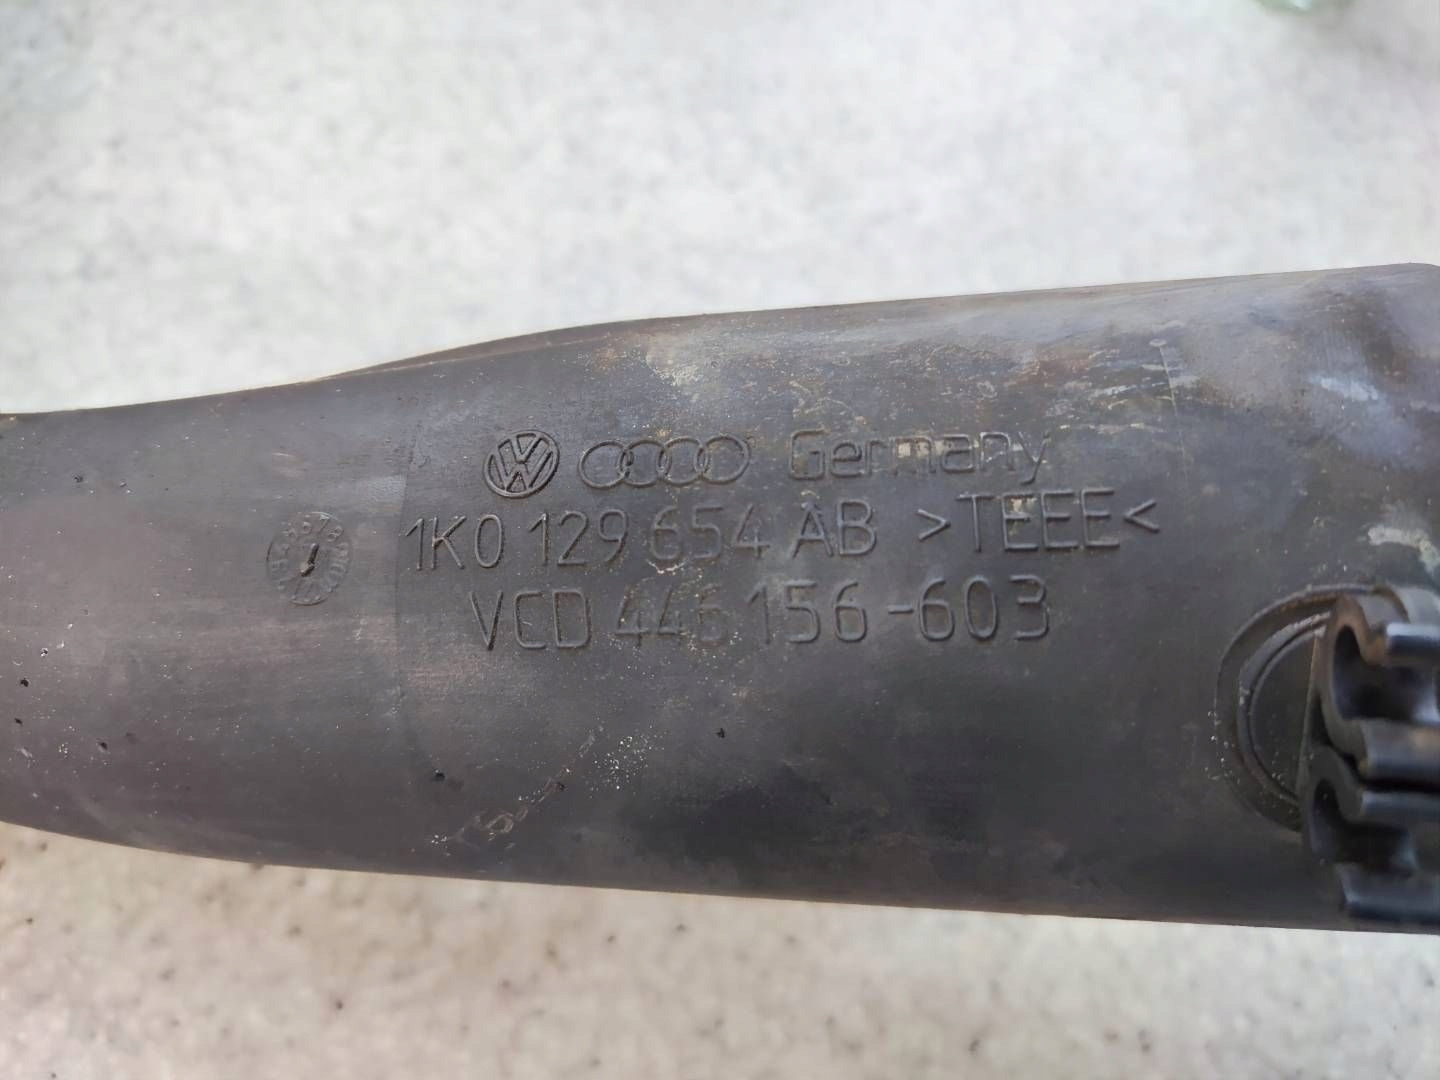 Germany
1K0 129 654 AB >TEEE<
VCD 446 156-603